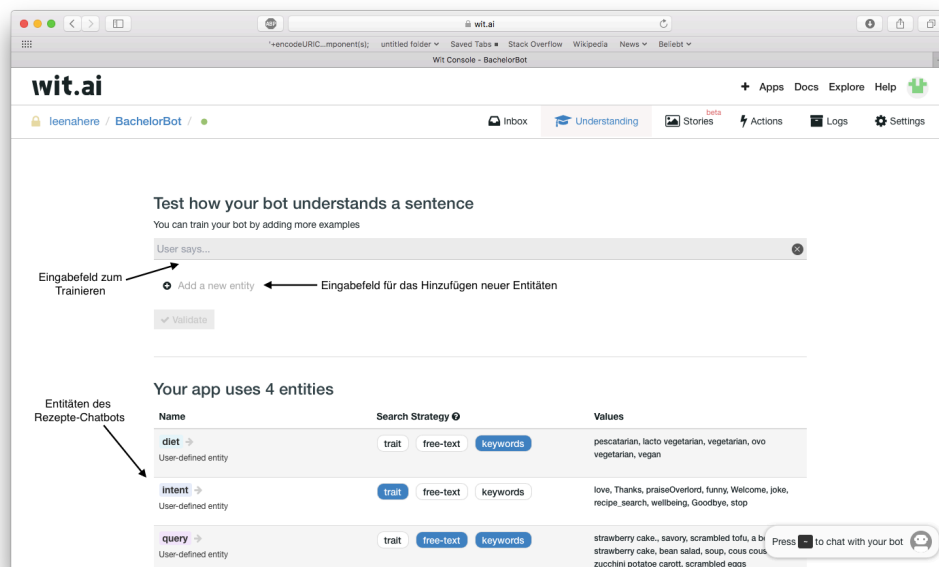 ABP
wit.ai
'+encodeURIC...mponent(); untitled folder Saved Tabs Stack Overflow Wikipedia News Beliebt
Wit Console - BachelorBot
wit.ai
Apps Docs Explore Help
leenahere / BachelorBot /
Inbox Understanding Stories beta Actions Logs Settings
Test how your bot understands a sentence
You can train your bot by adding more examples
User says...
Eingabefeld zum
Trainieren
Add a new entity
Eingabefeld für das Hinzufügen neuer Entitäten
Validate
Your app uses 4 entities
Entitäten des
Rezepte-Chatbots
Name Search Strategy Values
diet trait free-text keywords pescatarian, lacto vegetarian, vegetarian, ovo
User-defined entity vegetarian, vegan
intent trait free-text keywords love, Thanks, praiseOverlord, funny, Welcome, joke,
User-defined entity recipe_search, wellbeing, Goodbye, stop
query trait free-text keywords strawberry cake., savory, scrambled tofu, a
User-defined entity strawberry cake, bean salad, soup, cous
zucchini potatoe carott, scrambled eggs
Press ~ to chat with your bot